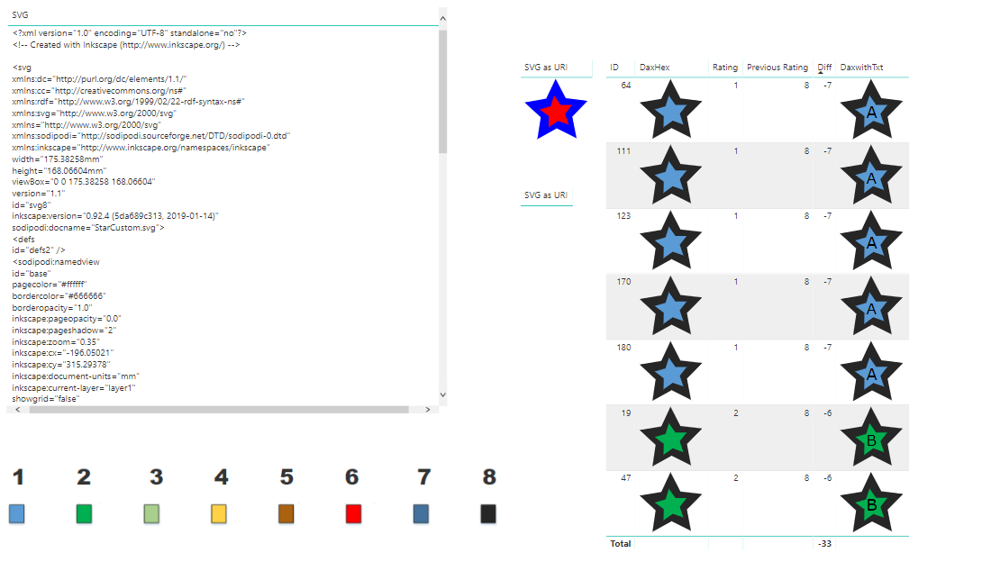 SVG
<?xml version="1.0" encoding="UTF-8" standalone="no"?>
<!-- Created with Inkscape (http://www.inkscape.org/) -->
<svg
xmlns:dc="http://purl.org/dc/elements/1.1/"
xmlns:cc="http://creativecommons.org/ns#"
xmlns:rdf="http://www.w3.org/1999/02/22-rdf-syntax-ns#"
xmlns:svg="http://www.w3.org/2000/svg"
xmlns="http://www.w3.org/2000/svg"
xmlns:sodipodi="http://sodipodi.sourceforge.net/DTD/sodipodi-0.dtd"
xmlns:inkscape="http://www.inkscape.org/namespaces/inkscape"
width="175.38258mm"
height="168.06604mm"
viewBox="0 0 175.38258 168.06604"
version="1.1"
id="svg8"
inkscape:version="0.92.4 (5da689c313, 2019-01-14)"
sodipodi:docname="StarCustom.svg">
<defs
id="defs2" />
<sodipodi:namedview
id="base"
pagecolor="#ffffff"
bordercolor="#666666"
borderopacity="1.0"
inkscape:pageopacity="0.0"
inkscape:pageshadow="2"
inkscape:zoom="0.35"
inkscape:cx="-196.05021"
inkscape:cy="315.29378"
inkscape:document-units="mm"
inkscape:current-layer="layer1"
showgrid="false"
1 2 3 4 5 6 7 8
SVG as URI
SVG as URI
ID DaxHex Rating Previous Rating Diff DaxwithTxt
64 1 8 -7 A
111 1 8 -7 A
123 1 8 -7 A
170 1 8 -7 A
180 1 8 -7 A
19 2 8 -6 B
47 2 8 -6 B
Total -33